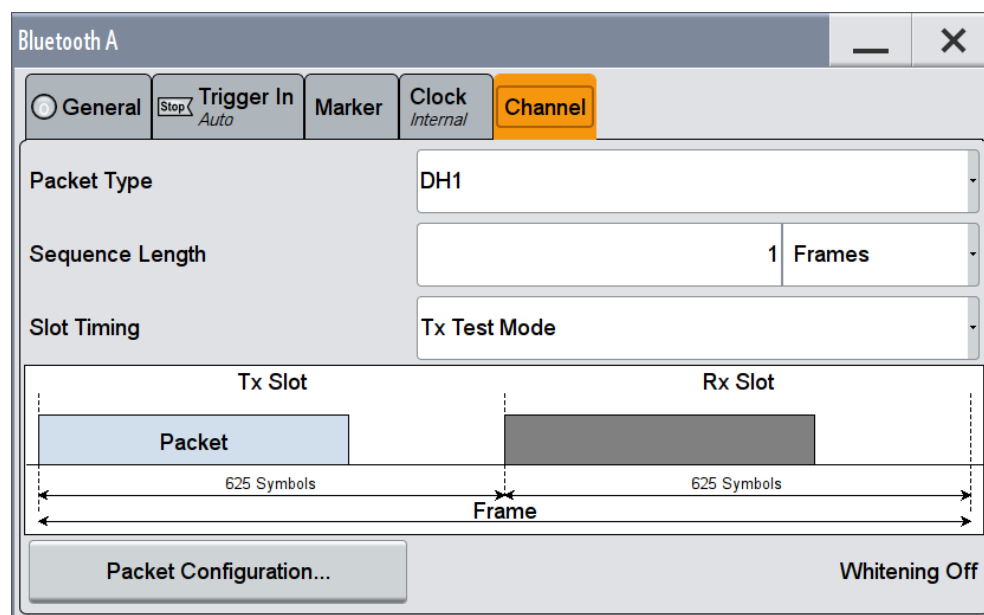 Bluetooth A
General
Stop
Trigger In
Auto
Marker
Clock
Internal
Channel
Packet Type
DH1
Sequence Length
1
Frames
Slot Timing
Tx Test Mode
Tx Slot
Rx Slot
Packet
625 Symbols
625 Symbols
Frame
Packet Configuration...
Whitening Off